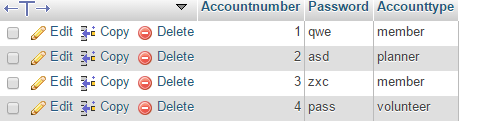 Accountnumber Password Accounttype
Edit Copy Delete 1 qwe member
Edit Copy Delete 2 asd planner
Edit Copy Delete 3 zxc member
Edit Copy Delete 4 pass volunteer